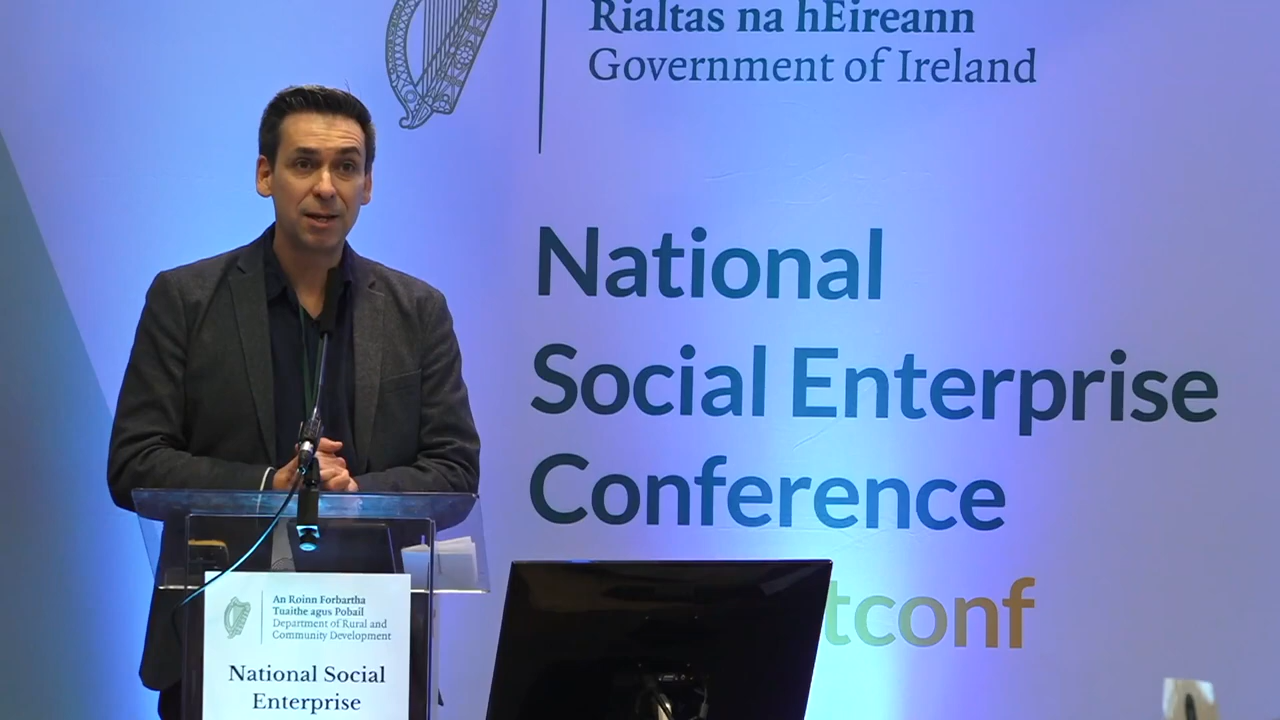 Rialtas na hÉireann
Government of Ireland
National
Social Enterprise
Conference
tconf
An Roinn Forbartha
Tuaithe agus Pobail
Department of Rural and
Community Development
National Social
Enterprise